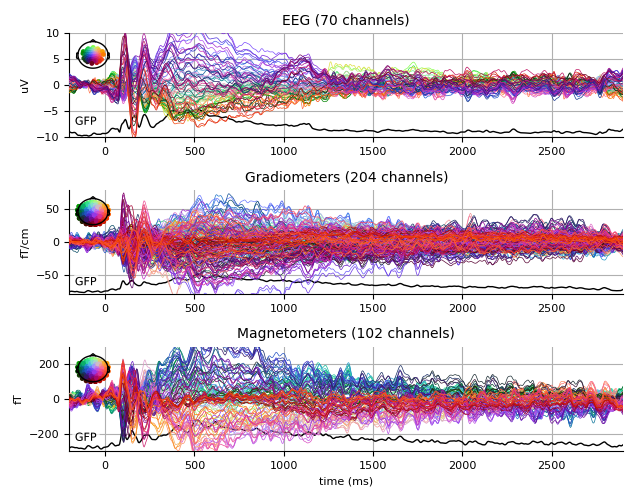 EEG (70 channels)
10
5
0
−5
−10
uV
GFP
0 500 1000 1500 2000 2500
Gradiometers (204 channels)
50
0
−50
fT/cm
GFP
0 500 1000 1500 2000 2500
Magnetometers (102 channels)
200
0
−200
fT
GFP
0 500 1000 1500 2000 2500
time (ms)